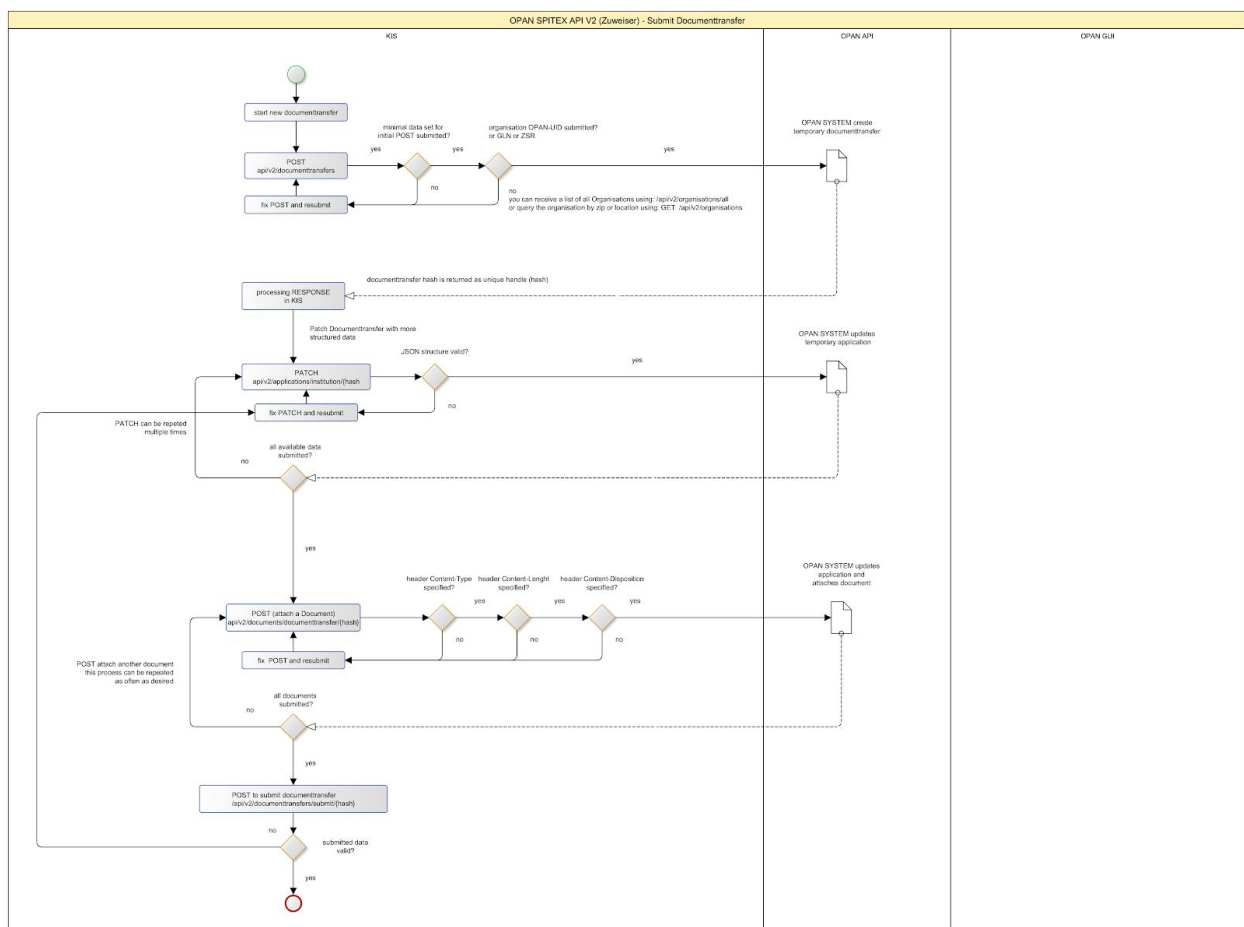 OPAN SPITEX API V2 (Zuweiser) - Submit Documenttransfer
KIS
OPAN API
OPAN GUI
start new documenttransfer
minimal data set for
initial POST submitted?
organisation OPAN-UID submitted?
or GLN or ZSR
OPAN SYSTEM create
temporary documenttransfer
yes
yes
yes
POST
api/v2/documenttransfers
no
no
you can receive a list of all Organisations using: /api/v2/organisations/all
or query the organisation by zip or location using: GET /api/v2/organisations
fix POST and resubmit
documenttransfer hash is returned as unique handle (hash)
processing RESPONSE
in KIS
Patch Documenttransfer with more
structured data
OPAN SYSTEM updates
temporary application
JSON structure valid?
yes
PATCH
api/v2/applications/institution/{hash
no
fix PATCH and resubmit
PATCH can be repeted
multiple times
all available data
submitted?
no
yes
header Content-Type
specified?
header Content-Lenght
specified?
header Content-Disposition
specified?
OPAN SYSTEM updates
application and
attaches document
yes
yes
yes
POST (attach a Document)
api/v2/documents/documenttransfer/{hash}
no
no
no
fix POST and resubmit
POST attach another document
this process can be repeated
as often as desired
all documents
submitted?
no
yes
POST to submit documenttransfer
/api/v2/documenttransfers/submit/{hash}
no
submitted data
valid?
yes